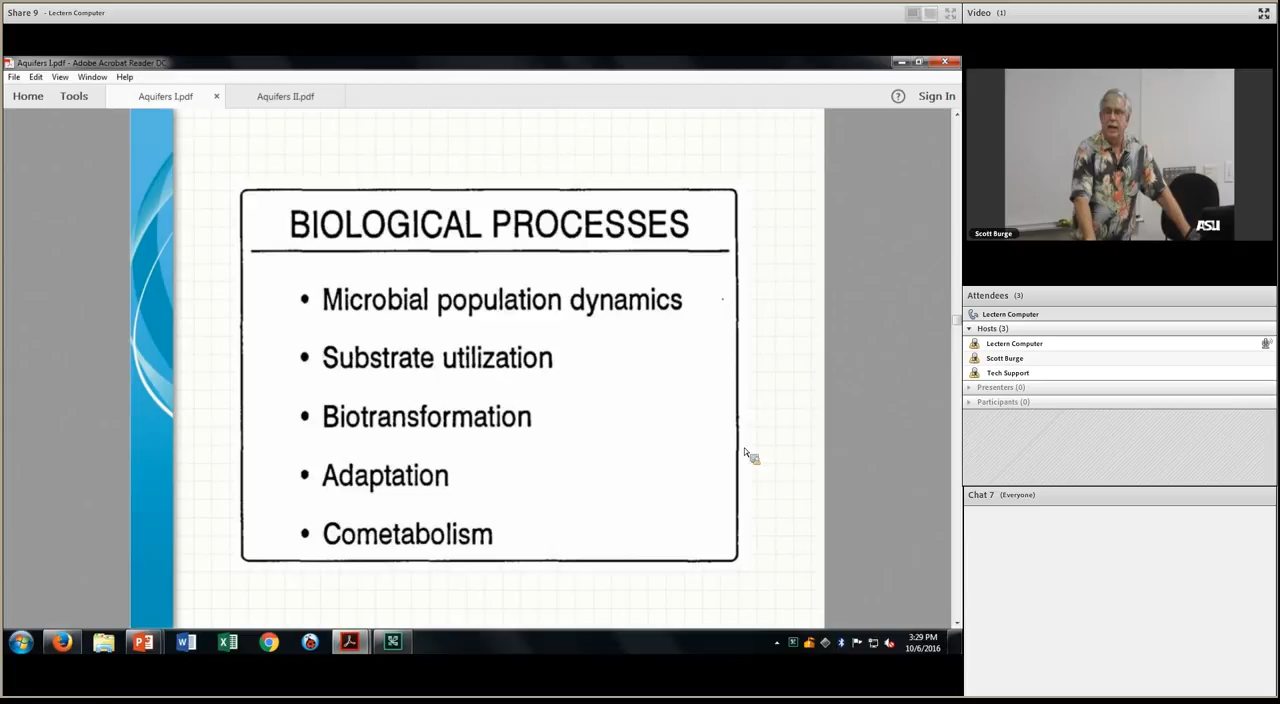 Share 9 - Lectern Computer
Video (1)
Aquifers I.pdf - Adobe Acrobat Reader DC
File Edit View Window Help
Home Tools Aquifers I.pdf × Aquifers II.pdf ? Sign In
BIOLOGICAL PROCESSES
• Microbial population dynamics
• Substrate utilization
• Biotransformation
• Adaptation
• Cometabolism
3:29 PM
10/6/2016
ASU
Scott Burge
Attendees (3)
Lectern Computer
Hosts (3)
Lectern Computer
Scott Burge
Tech Support
Presenters (0)
Participants (0)
Chat 7 (Everyone)